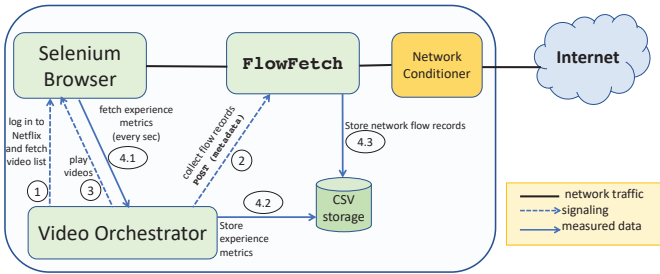 Selenium
Browser
FlowFetch
Network
Conditioner
Internet
log in to
Netflix
and fetch
video list
1
play
videos
3
fetch experience
metrics
(every sec)
4.1
collect flow records
POST (metadata)
2
Store network flow records
4.3
Video Orchestrator
4.2
Store
experience
metrics
CSV
storage
network traffic
signaling
measured data